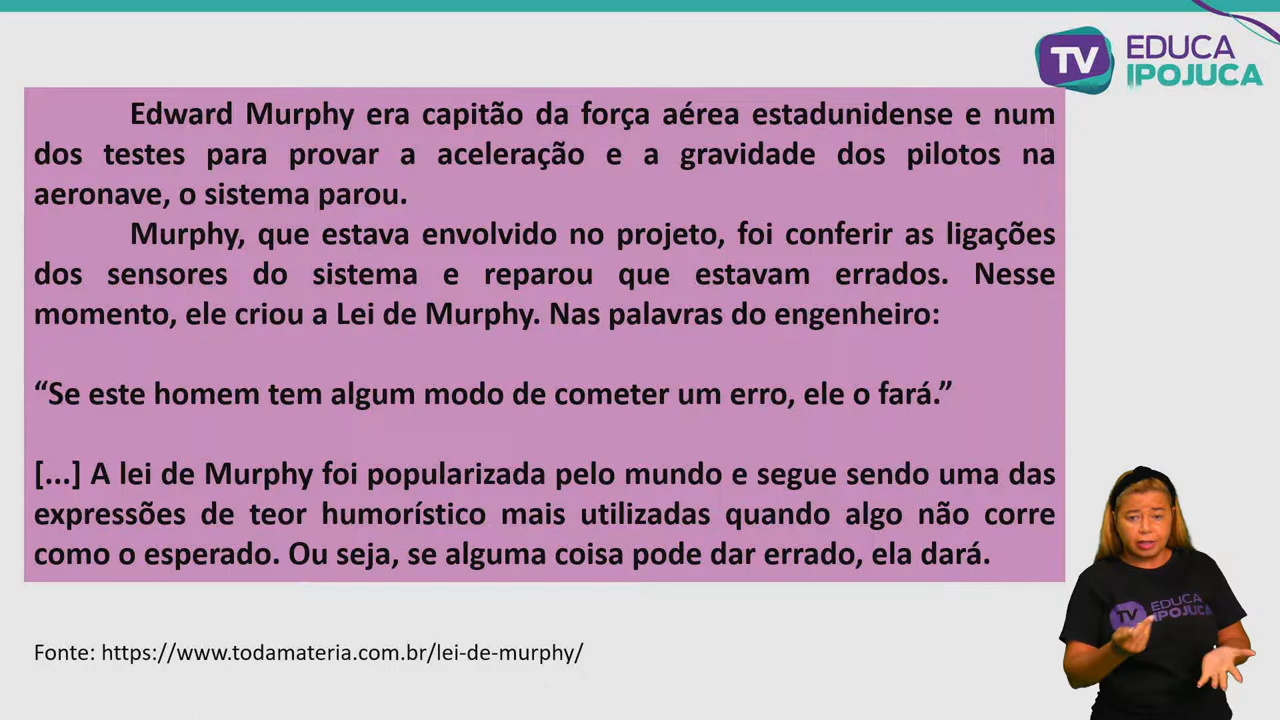 TV EDUCA
IPOJUCA
Edward Murphy era capitão da força aérea estadunidense e num
dos testes para provar a aceleração e a gravidade dos pilotos na
aeronave, o sistema parou.
Murphy, que estava envolvido no projeto, foi conferir as ligações
dos sensores do sistema e reparou que estavam errados. Nesse
momento, ele criou a Lei de Murphy. Nas palavras do engenheiro:
“Se este homem tem algum modo de cometer um erro, ele o fará.”
[...] A lei de Murphy foi popularizada pelo mundo e segue sendo uma das
expressões de teor humorístico mais utilizadas quando algo não corre
como o esperado. Ou seja, se alguma coisa pode dar errado, ela dará.
TV EDUCA
IPOJUCA
Fonte: https://www.todamateria.com.br/lei-de-murphy/